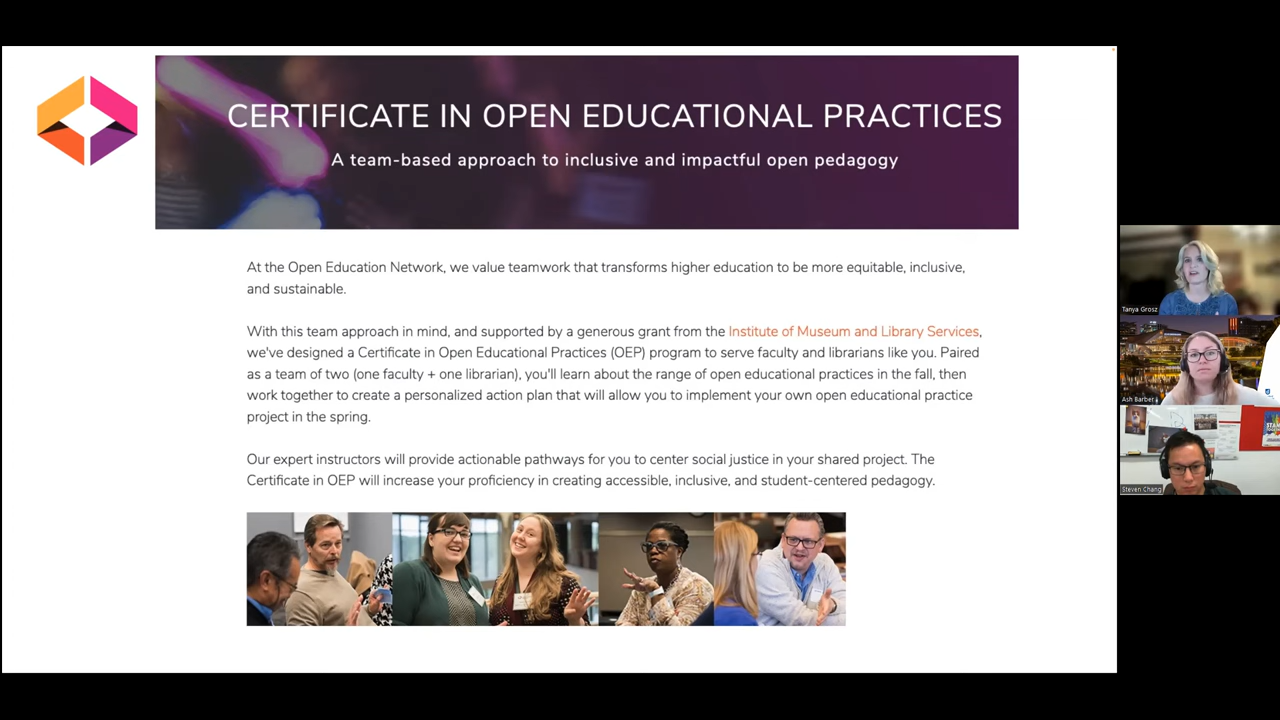 CERTIFICATE IN OPEN EDUCATIONAL PRACTICES
A team-based approach to inclusive and impactful open pedagogy
At the Open Education Network, we value teamwork that transforms higher education to be more equitable, inclusive,
and sustainable.
With this team approach in mind, and supported by a generous grant from the Institute of Museum and Library Services,
we've designed a Certificate in Open Educational Practices (OEP) program to serve faculty and librarians like you. Paired
as a team of two (one faculty + one librarian), you'll learn about the range of open educational practices in the fall, then
work together to create a personalized action plan that will allow you to implement your own open educational practice
project in the spring.
Our expert instructors will provide actionable pathways for you to center social justice in your shared project. The
Certificate in OEP will increase your proficiency in creating accessible, inclusive, and student-centered pedagogy.
Tanya Grosz
Ash Barber
Steven Chang